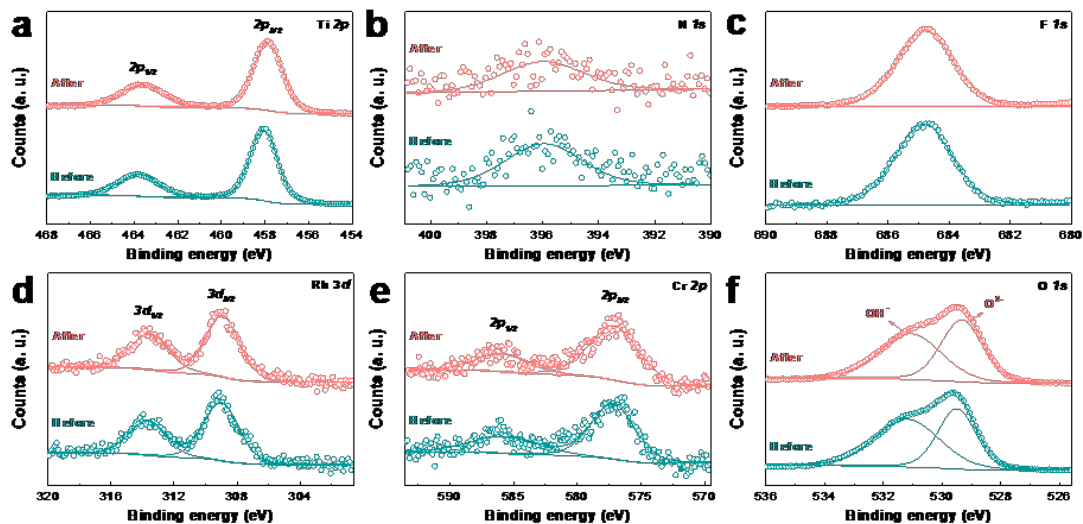 a
Ti 2p
2p3/2
2p1/2
After
Before
Counts (a. u.)
468 466 464 462 460 458 456 454
Binding energy (eV)
b
N 1s
After
Before
Counts (a. u.)
400 398 396 394 392 390
Binding energy (eV)
c
F 1s
After
Before
Counts (a. u.)
690 688 686 684 682 680
Binding energy (eV)
d
Rh 3d
3d5/2
3d3/2
After
Before
Counts (a. u.)
320 316 312 308 304
Binding energy (eV)
e
Cr 2p
2p3/2
2p1/2
After
Before
Counts (a. u.)
590 585 580 575 570
Binding energy (eV)
f
O 1s
OH⁻
O²⁻
After
Before
Counts (a. u.)
536 534 532 530 528 526
Binding energy (eV)